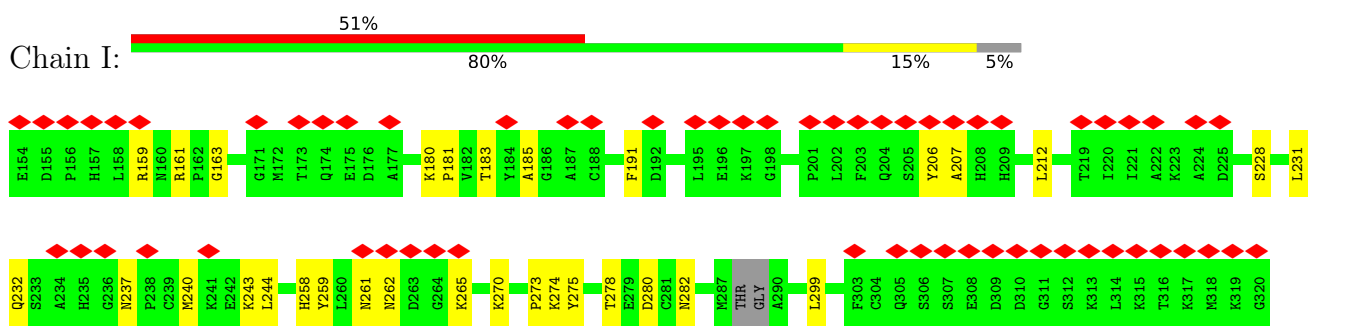 51%
Chain I:
80% 15% 5%
E154 D155 P156 H157 L158 R159 N160 R161 P162 G163 G171 M172 T173 Q174 E175 D176 A177 K180 P181 V182 T183 Y184 A185 G186 A187 C188 F191 D192 L195 E196 K197 G198 P201 L202 F203 Q204 S205 Y206 A207 H208 H209 L212 T219 I220 I221 A222 K223 A224 D225 S228 L231
Q232 S233 A234 H235 G236 N237 P238 C239 M240 K241 E242 K243 L244 H258 Y259 L260 N261 N262 D263 G264 K265 K270 P273 K274 Y275 T278 E279 D280 C281 N282 M287 THR GLY A290 L299 F303 C304 Q305 S306 S307 E308 D309 D310 G311 S312 K313 L314 K315 T316 K317 M318 K319 G320